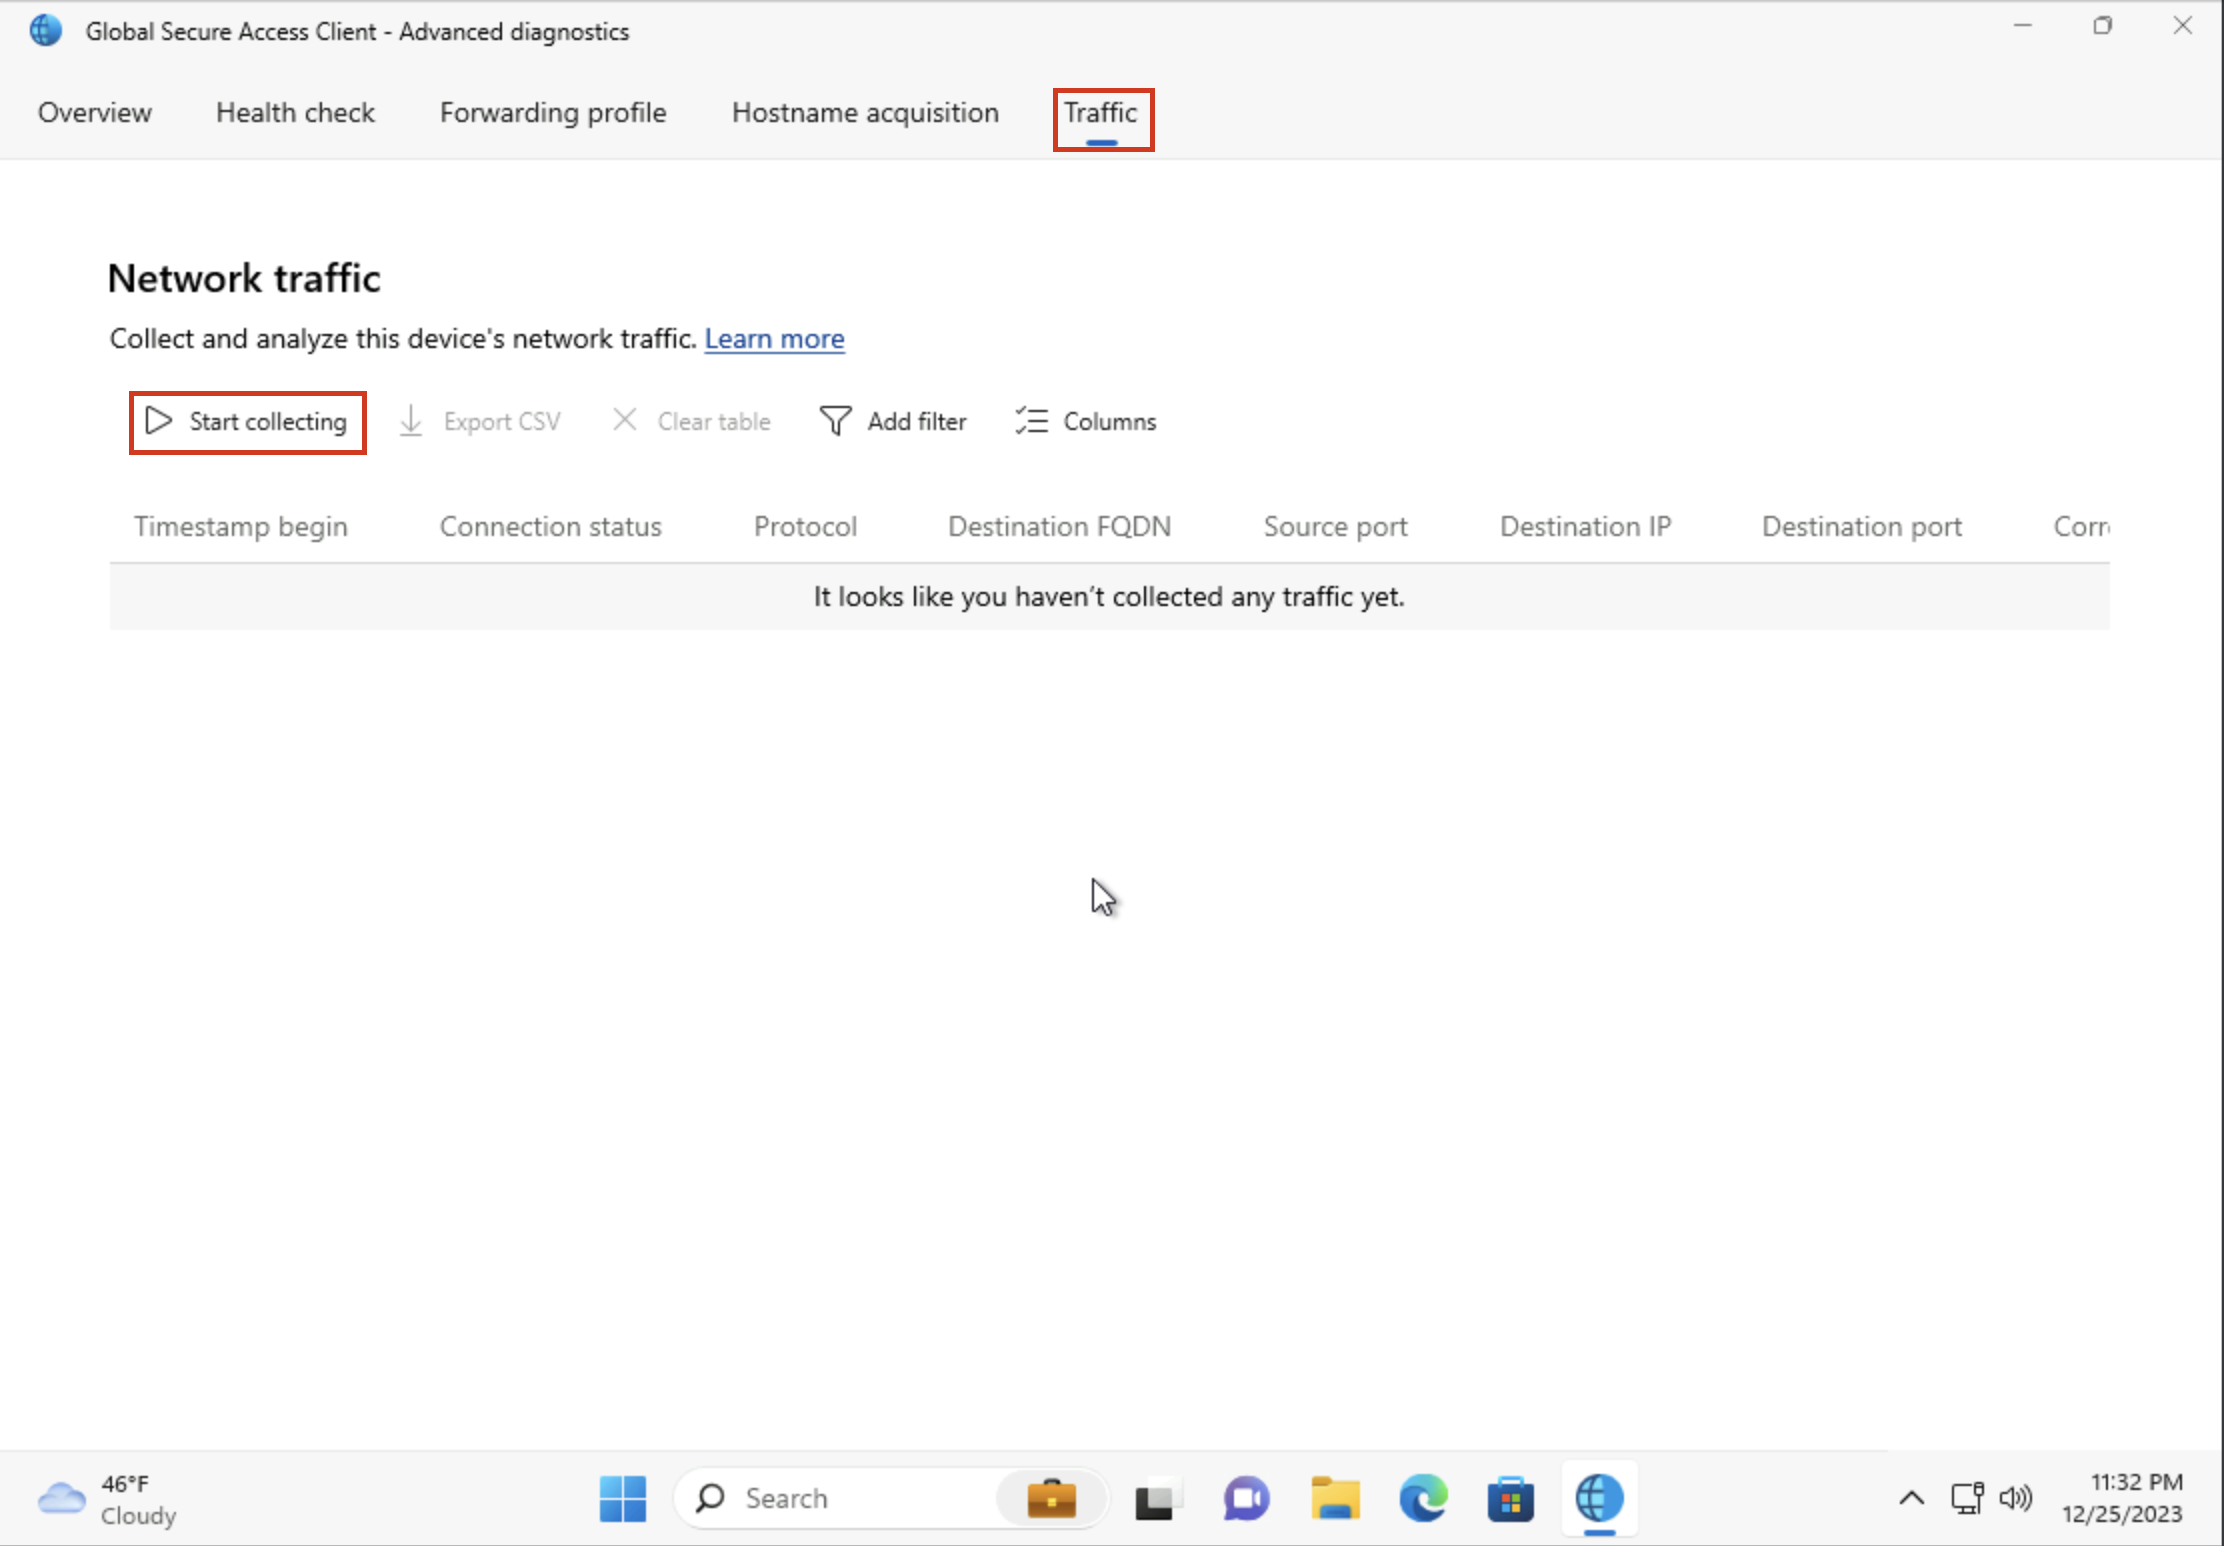 Global Secure Access Client - Advanced diagnostics
Overview Health check Forwarding profile Hostname acquisition Traffic
Network traffic
Collect and analyze this device's network traffic. Learn more
Start collecting Export CSV Clear table Add filter Columns
Timestamp begin Connection status Protocol Destination FQDN Source port Destination IP Destination port Corr
It looks like you haven’t collected any traffic yet.
46°F
Cloudy
Search
11:32 PM
12/25/2023